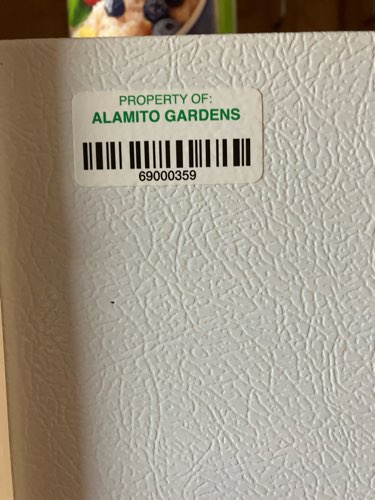 PROPERTY OF:
ALAMITO GARDENS
69000359